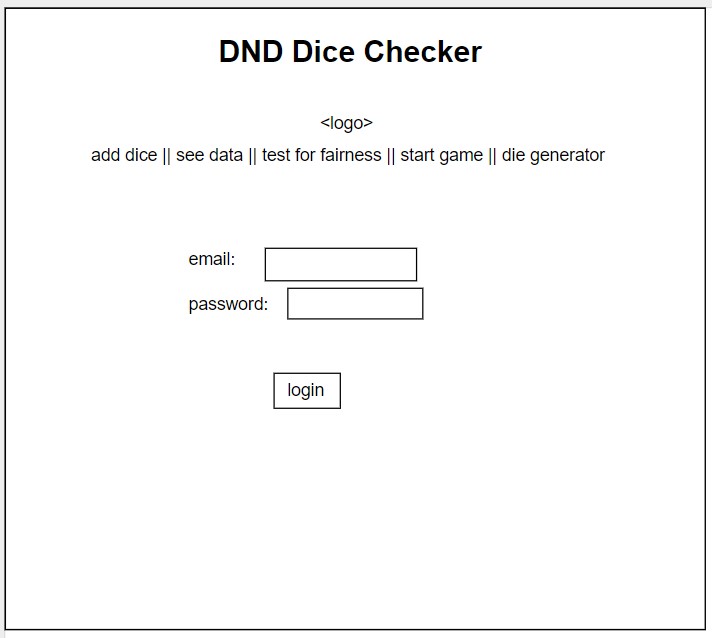 DND Dice Checker
<logo>
add dice || see data || test for fairness || start game || die generator
email:
password:
login